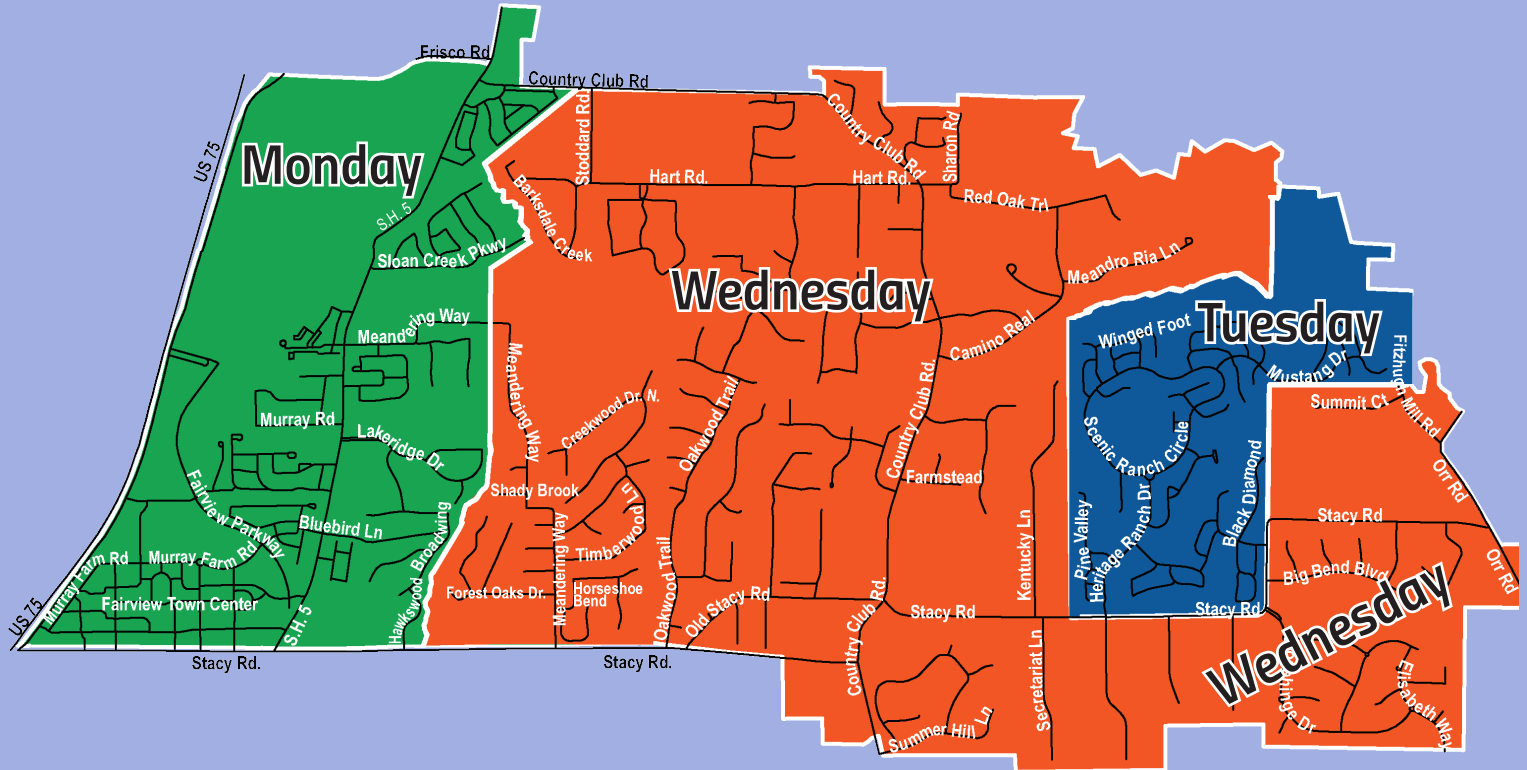 Frisco Rd
Country Club Rd
US 75
Monday
S.H. 5
Sloan Creek Pkwy
Stoddard Rd
Barksdale Creek
Hart Rd.
Country Club Rd
Hart Rd.
Sharon Rd
Red Oak Trl
Meandro Ria Ln
Wednesday
Camino Real
Winged Foot
Tuesday
Mustang Dr
Fitzhugh Mill Rd
Summit Ct
Orr Rd
Meandering Way
Meandering Way
Murray Rd
Lakeridge Dr
Creekwood Dr. N.
Oakwood Trail
Country Club Rd.
Farmstead
Scenic Ranch Circle
Shady Brook
Fairview Parkway
Bluebird Ln
Broadwing
Timberwood Ln
Meandering Way
Kentucky Ln
Pine Valley
Heritage Ranch Dr
Black Diamond
Stacy Rd
Big Bend Blvd
Orr Rd
Murray Farm Rd
Murray Farm Rd
Fairview Town Center
US 75
S.H. 5
Hawkswood
Forest Oaks Dr.
Horseshoe
Bend
Oakwood Trail
Old Stacy Rd
Country Club Rd.
Stacy Rd
Stacy Rd
Wednesday
Stacy Rd.
Stacy Rd.
Summer Hill Ln
Secretariat Ln
Elisabeth Way